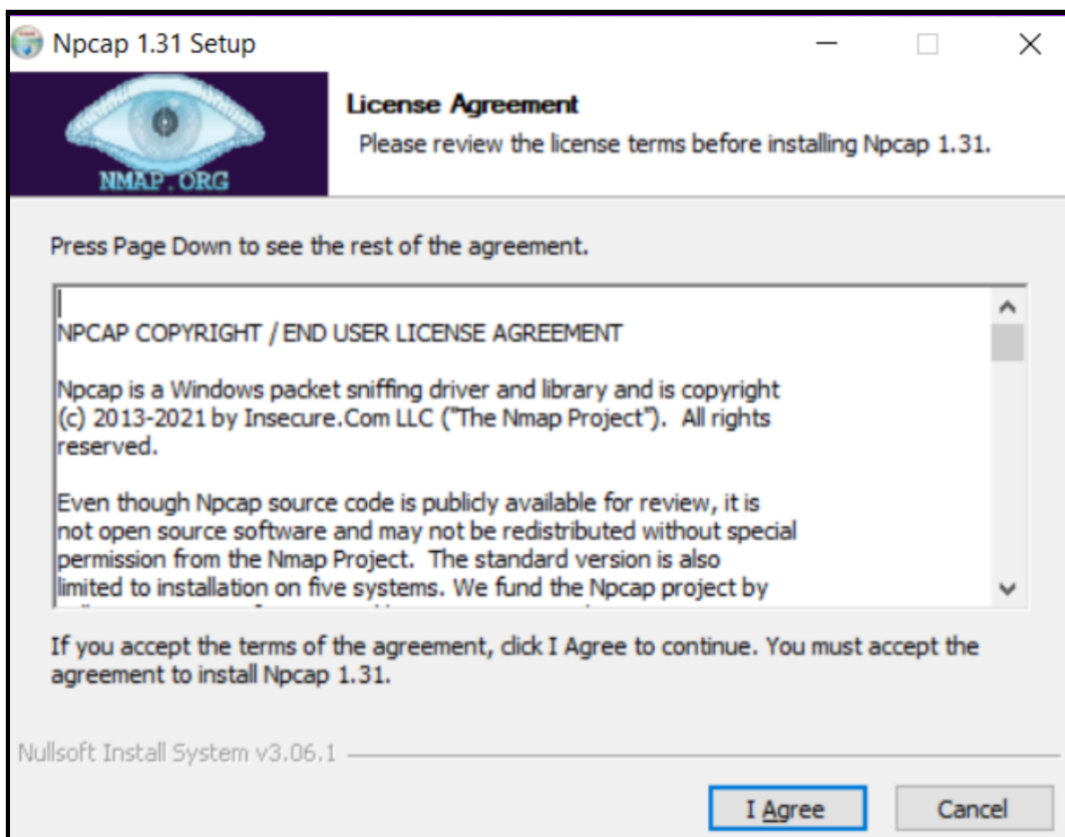 Npcap 1.31 Setup
NMAP.ORG
License Agreement
Please review the license terms before installing Npcap 1.31.
Press Page Down to see the rest of the agreement.
NPCAP COPYRIGHT / END USER LICENSE AGREEMENT
Npcap is a Windows packet sniffing driver and library and is copyright
(c) 2013-2021 by Insecure.Com LLC ("The Nmap Project").  All rights
reserved.
Even though Npcap source code is publicly available for review, it is
not open source software and may not be redistributed without special
permission from the Nmap Project.  The standard version is also
limited to installation on five systems. We fund the Npcap project by
If you accept the terms of the agreement, click I Agree to continue. You must accept the
agreement to install Npcap 1.31.
Nullsoft Install System v3.06.1
I Agree
Cancel